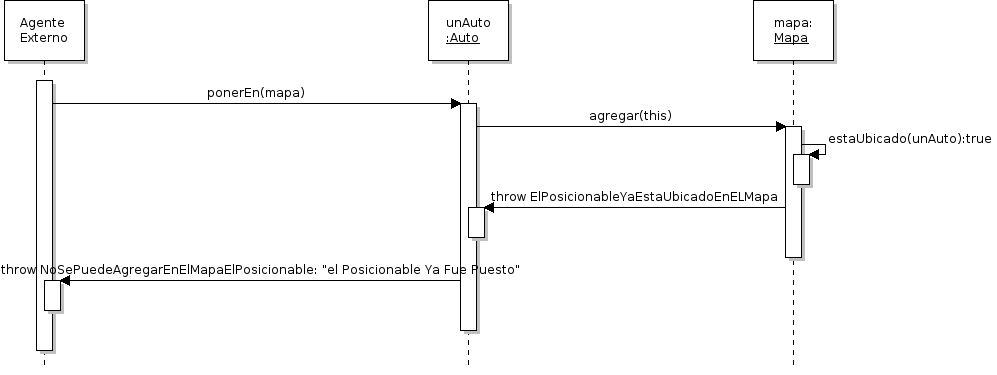 Agente
Externo
unAuto
:Auto
mapa:
Mapa
ponerEn(mapa)
agregar(this)
estaUbicado(unAuto):true
throw ElPosicionableYaEstaUbicadoEnELMapa
throw NoSePuedeAgregarEnElMapaElPosicionable: "el Posicionable Ya Fue Puesto"